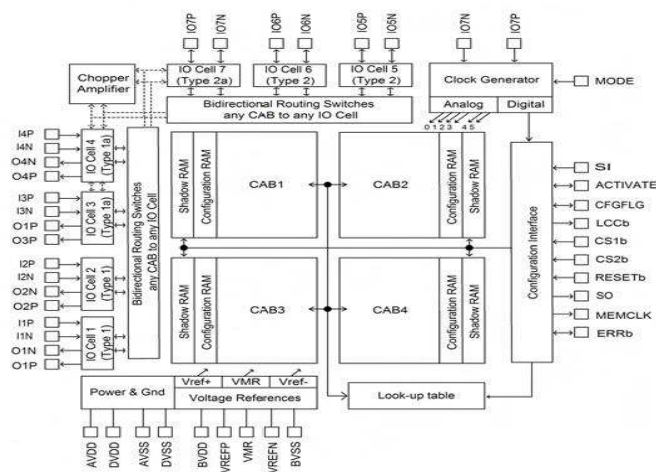 IO7P IO7N IO6P IO6N IO5P IO5N IO7N IO7P
Chopper
Amplifier
IO Cell 7
(Type 2a)
IO Cell 6
(Type 2)
IO Cell 5
(Type 2)
Clock Generator
Analog Digital
MODE
Bidirectional Routing Switches
any CAB to any IO Cell
0 1 2 3 4 5
I4P
I4N
O4N
O4P
IO Cell 4
(Type 1a)
I3P
I3N
O1P
O3P
IO Cell 3
(Type 1a)
I2P
I2N
O2N
O2P
IO Cell 2
(Type 1)
I1P
I1N
O1N
O1P
IO Cell 1
(Type 1)
Bidirectional Routing Switches
any CAB to any IO Cell
Shadow RAM
Configuration RAM
CAB1
CAB2
Configuration RAM
Shadow RAM
Shadow RAM
Configuration RAM
CAB3
CAB4
Configuration RAM
Shadow RAM
Configuration Interface
SI
ACTIVATE
CFGFLG
LCCb
CS1b
CS2b
RESETb
SO
MEMCLK
ERRb
Power & Gnd
Vref+ VMR Vref-
Voltage References
Look-up table
AVDD DVDD AVSS DVSS BVDD VREFP VMR VREFN BVSS